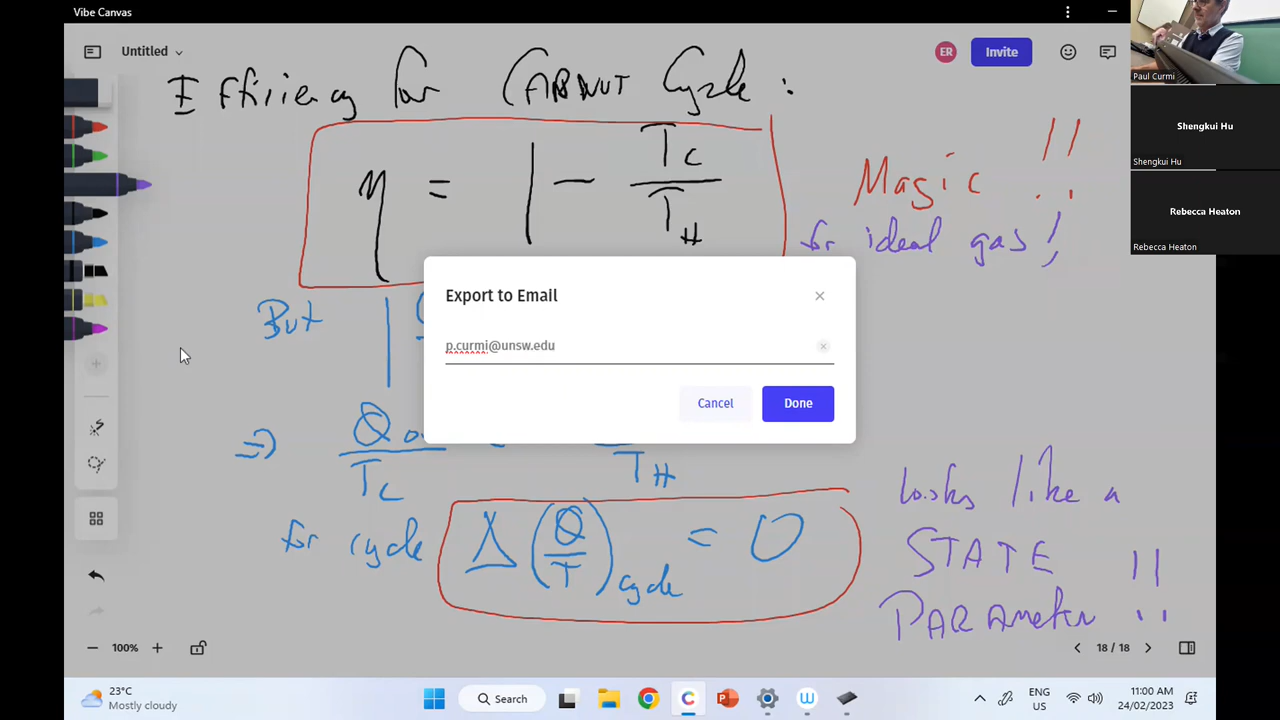 Vibe Canvas
Untitled
ER
Invite
Paul Curmi
Shengkui Hu
Shengkui Hu
Rebecca Heaton
Rebecca Heaton
Efficiency for CARNUT Cycle :
η = 1 − TC / TH
Magic !!
for ideal gas !
But
Export to Email
p.curmi@unsw.edu
Cancel
Done
⇒ Q / TC
TH
for cycle Δ(Q/T)cycle = 0
looks like a
STATE
PARAMETER !!
100%
18 / 18
23°C
Mostly cloudy
Search
ENG
US
11:00 AM
24/02/2023